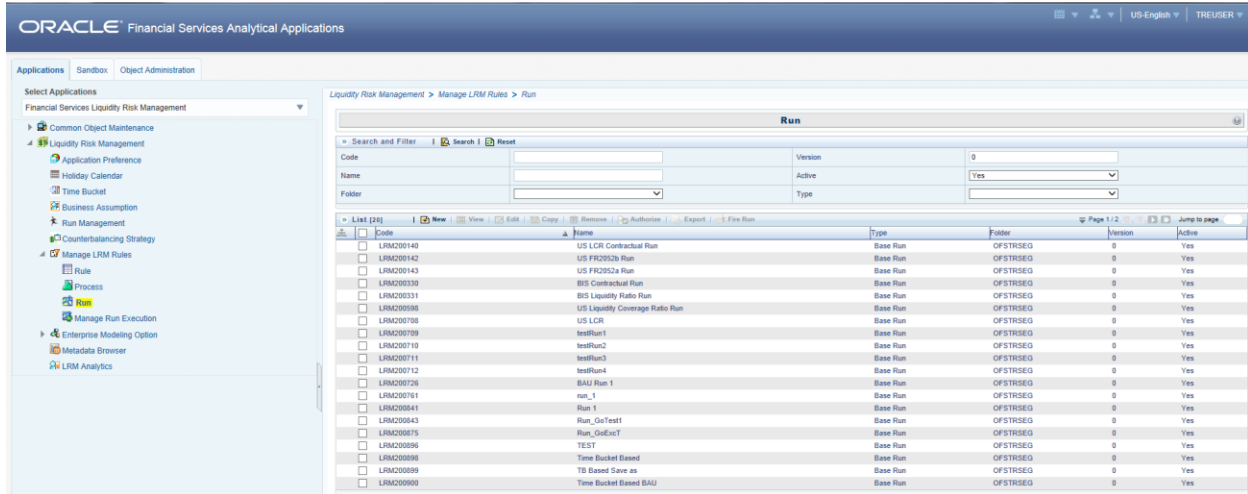 ORACLE Financial Services Analytical Applications
US-English
TREUSER
Applications Sandbox Object Administration
Select Applications
Financial Services Liquidity Risk Management
Common Object Maintenance
Liquidity Risk Management
Application Preference
Holiday Calendar
Time Bucket
Business Assumption
Run Management
Counterbalancing Strategy
Manage LRM Rules
Rule
Process
Run
Manage Run Execution
Enterprise Modeling Option
Metadata Browser
LRM Analytics
Liquidity Risk Management > Manage LRM Rules > Run
Run
» Search and Filter | Search | Reset
Code Version 0
Name Active Yes
Folder Type
» List [20] | New | View | Edit | Copy | Remove | Authorize | Export | Fire Run Page 1 / 2 Jump to page
Code Name Type Folder Version Active
LRM200140 US LCR Contractual Run Base Run OFSTRSEG 0 Yes
LRM200142 US FR2052b Run Base Run OFSTRSEG 0 Yes
LRM200143 US FR2052a Run Base Run OFSTRSEG 0 Yes
LRM200330 BIS Contractual Run Base Run OFSTRSEG 0 Yes
LRM200331 BIS Liquidity Ratio Run Base Run OFSTRSEG 0 Yes
LRM200598 US Liquidity Coverage Ratio Run Base Run OFSTRSEG 0 Yes
LRM200708 US LCR Base Run OFSTRSEG 0 Yes
LRM200709 testRun1 Base Run OFSTRSEG 0 Yes
LRM200710 testRun2 Base Run OFSTRSEG 0 Yes
LRM200711 testRun3 Base Run OFSTRSEG 0 Yes
LRM200712 testRun4 Base Run OFSTRSEG 0 Yes
LRM200726 BAU Run 1 Base Run OFSTRSEG 0 Yes
LRM200761 run_1 Base Run OFSTRSEG 0 Yes
LRM200841 Run 1 Base Run OFSTRSEG 0 Yes
LRM200843 Run_GoTest1 Base Run OFSTRSEG 0 Yes
LRM200875 Run_GoExcT Base Run OFSTRSEG 0 Yes
LRM200896 TEST Base Run OFSTRSEG 0 Yes
LRM200898 Time Bucket Based Base Run OFSTRSEG 0 Yes
LRM200899 TB Based Save as Base Run OFSTRSEG 0 Yes
LRM200900 Time Bucket Based BAU Base Run OFSTRSEG 0 Yes